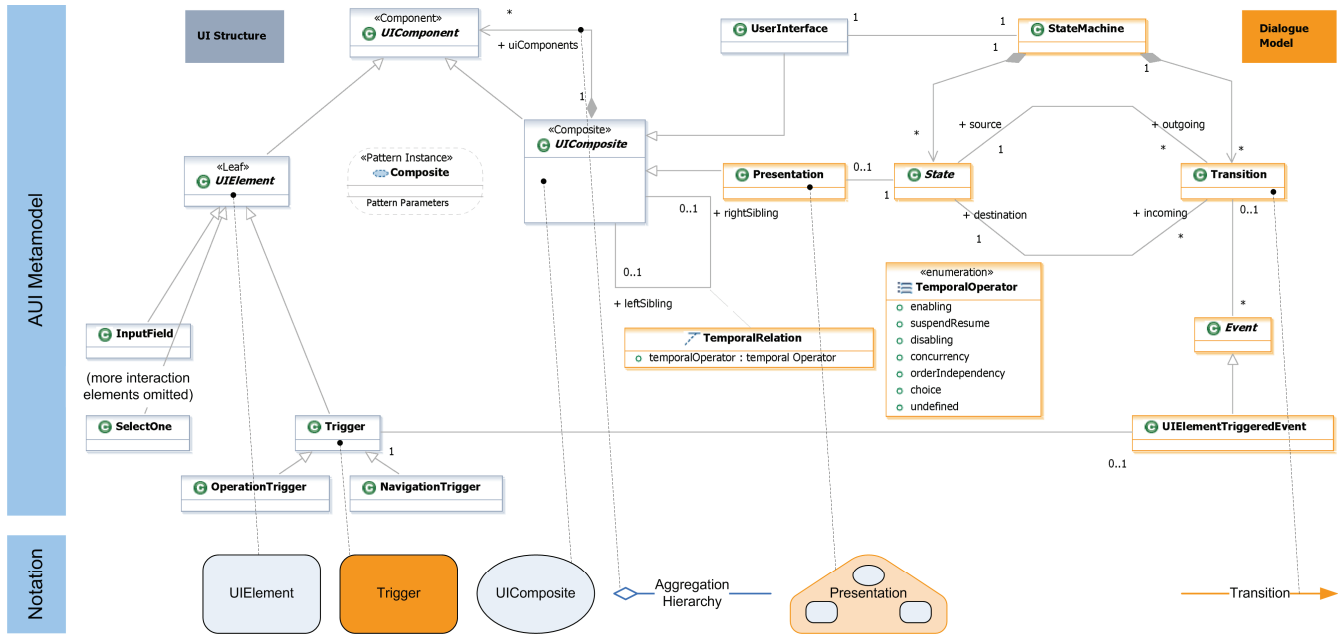 AUI Metamodel
UI Structure
«Component»
UIComponent
*
+ uiComponents
1
UserInterface
1
1
StateMachine
1
1
Dialogue
Model
«Composite»
UIComposite
«Leaf»
UIElement
«Pattern Instance»
Composite
Pattern Parameters
+ source
1
+ outgoing
*
*
*
Presentation
0..1
State
1
Transition
0..1
0..1
+ rightSibling
+ destination
1
+ incoming
*
0..1
+ leftSibling
«enumeration»
TemporalOperator
enabling
suspendResume
disabling
concurrency
orderIndependency
choice
undefined
*
Event
TemporalRelation
temporalOperator : temporal Operator
InputField
(more interaction
elements omitted)
SelectOne
Trigger
1
UIElementTriggeredEvent
0..1
OperationTrigger
NavigationTrigger
Notation
UIElement
Trigger
UIComposite
Aggregation
Hierarchy
Presentation
Transition